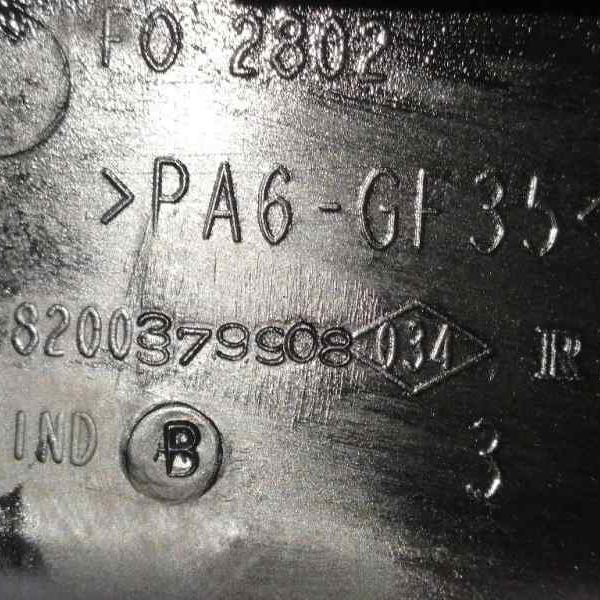 FO 2802
>PA6-GF35<
8200379908 034 R
IND B
3